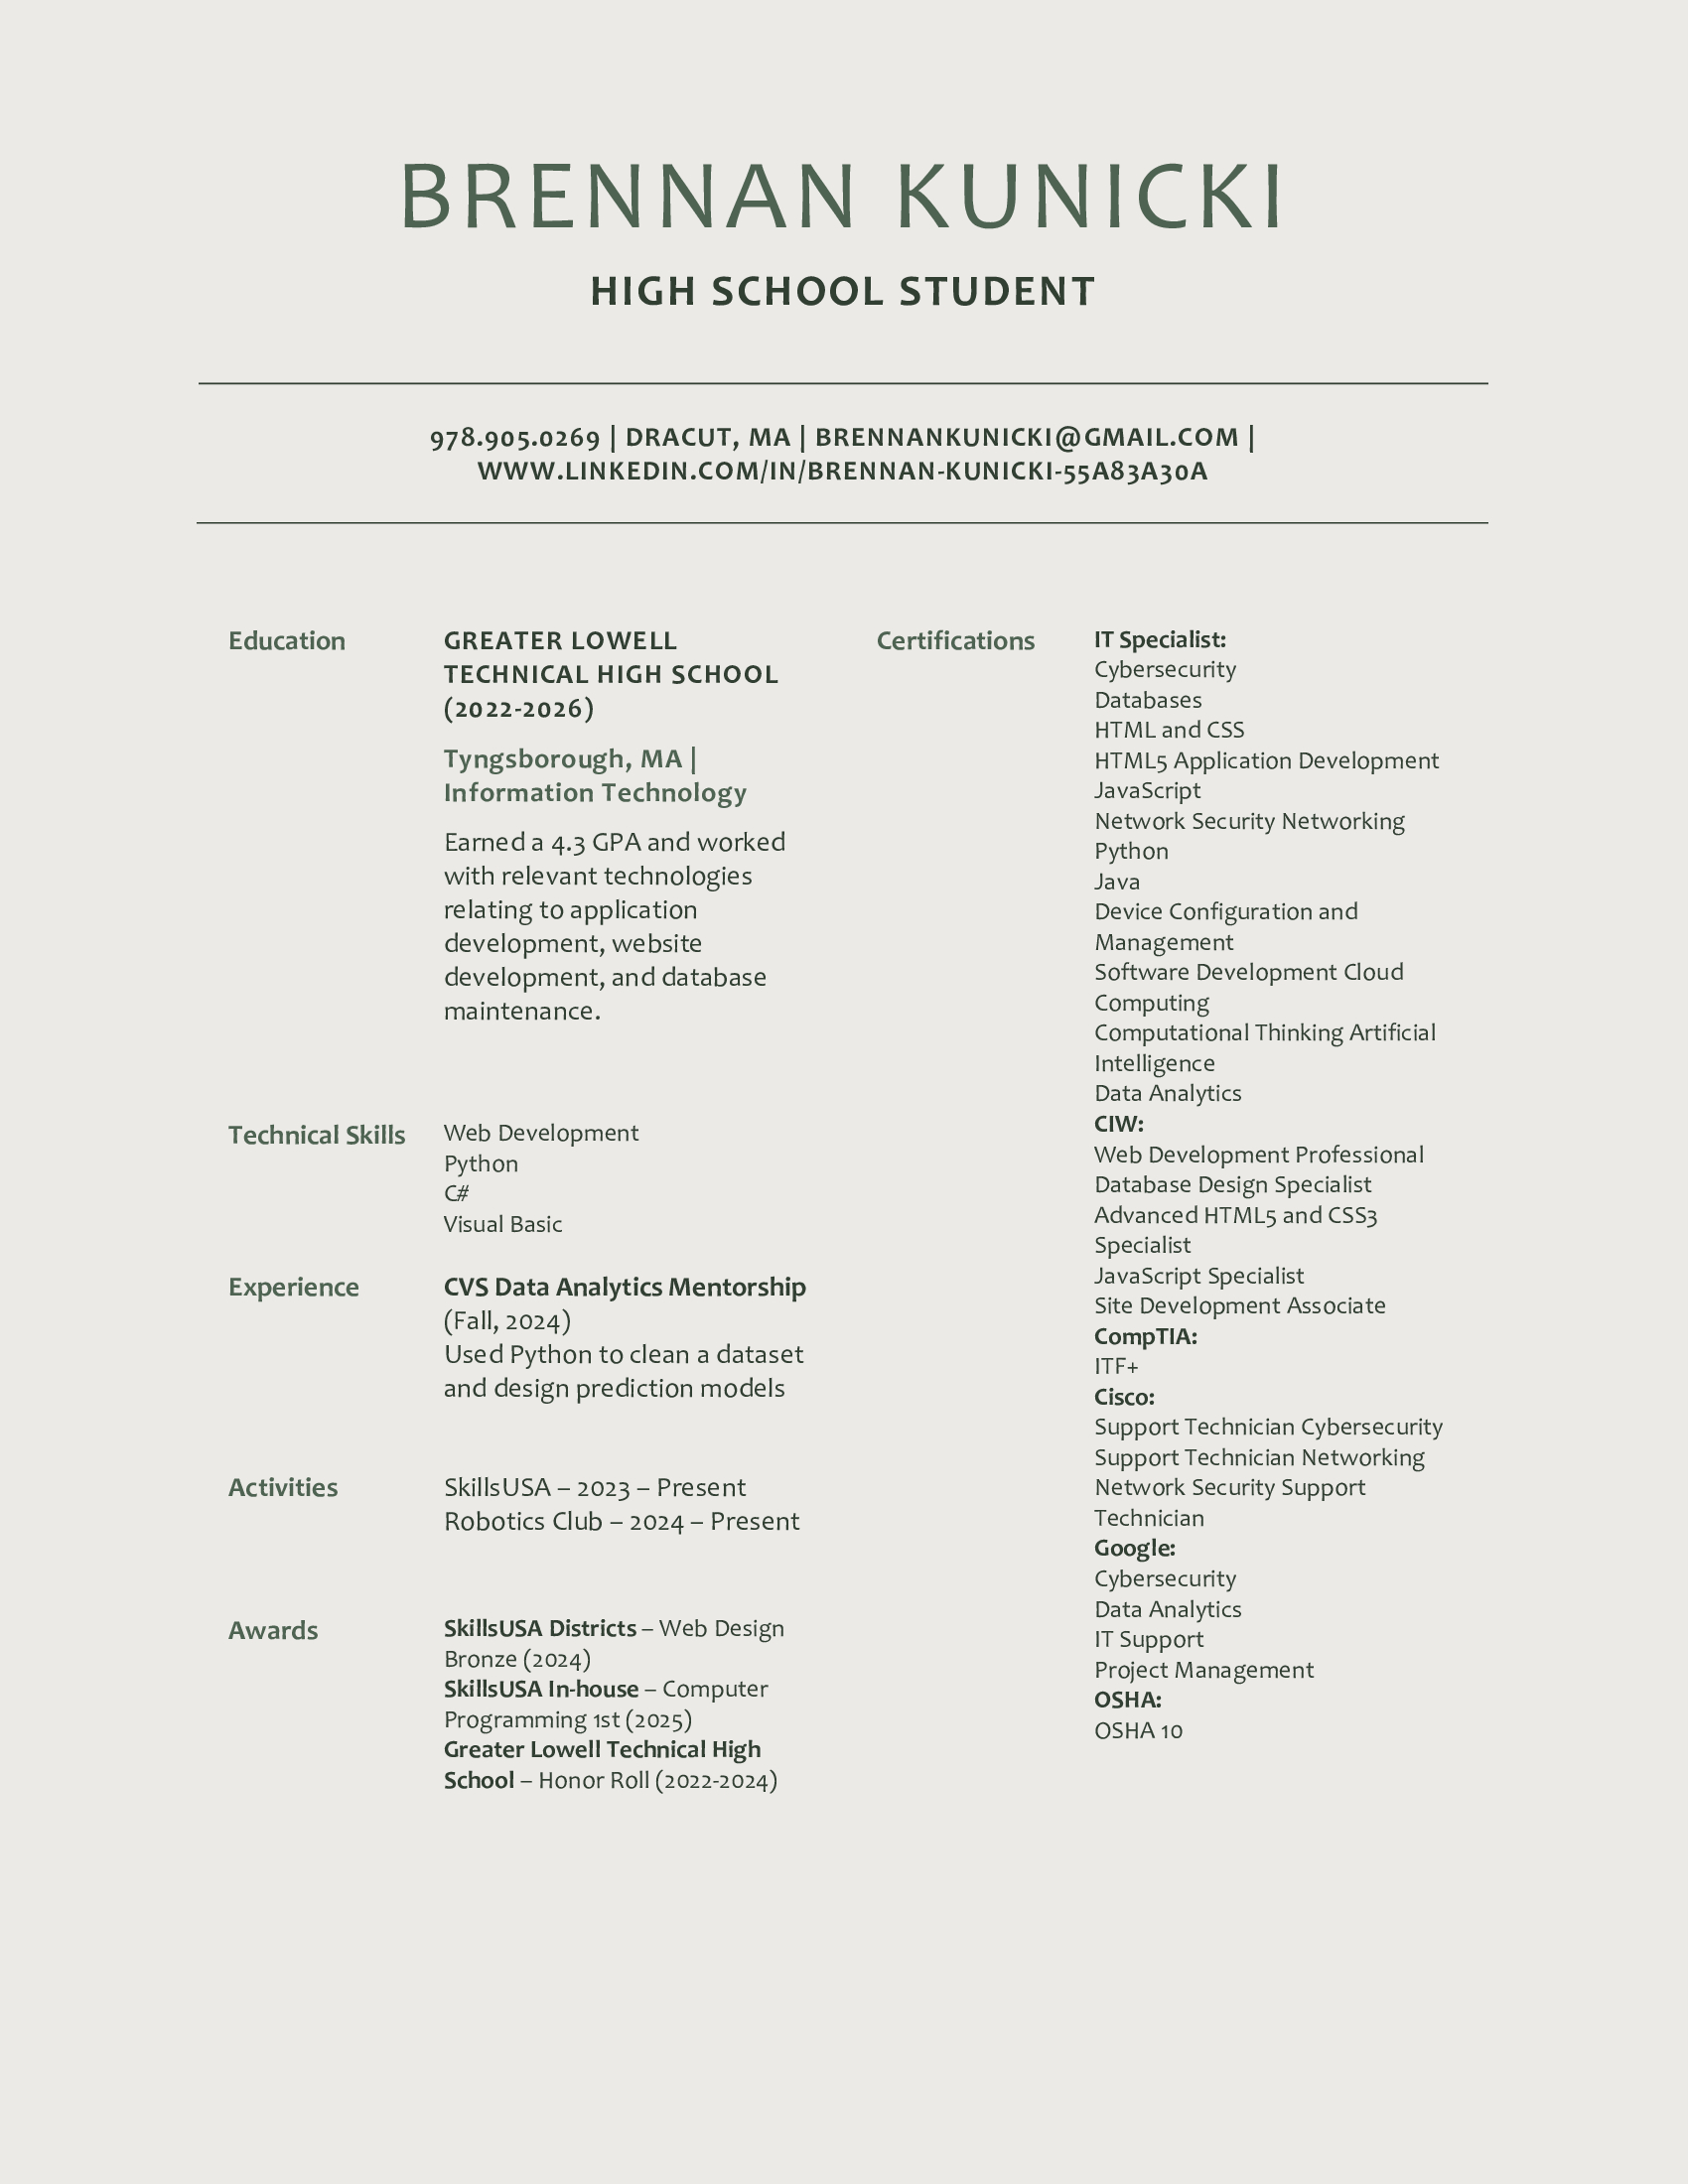 BRENNAN KUNICKI
HIGH SCHOOL STUDENT
978.905.0269 | DRACUT, MA | BRENNANKUNICKI@GMAIL.COM |
WWW.LINKEDIN.COM/IN/BRENNAN-KUNICKI-55A83A30A
Education
GREATER LOWELL
TECHNICAL HIGH SCHOOL
(2022-2026)
Tyngsborough, MA |
Information Technology
Earned a 4.3 GPA and worked
with relevant technologies
relating to application
development, website
development, and database
maintenance.
Technical Skills
Web Development
Python
C#
Visual Basic
Experience
CVS Data Analytics Mentorship
(Fall, 2024)
Used Python to clean a dataset
and design prediction models
Activities
SkillsUSA – 2023 – Present
Robotics Club – 2024 – Present
Awards
SkillsUSA Districts – Web Design
Bronze (2024)
SkillsUSA In-house – Computer
Programming 1st (2025)
Greater Lowell Technical High
School – Honor Roll (2022-2024)
Certifications
IT Specialist:
Cybersecurity
Databases
HTML and CSS
HTML5 Application Development
JavaScript
Network Security Networking
Python
Java
Device Configuration and
Management
Software Development Cloud
Computing
Computational Thinking Artificial
Intelligence
Data Analytics
CIW:
Web Development Professional
Database Design Specialist
Advanced HTML5 and CSS3
Specialist
JavaScript Specialist
Site Development Associate
CompTIA:
ITF+
Cisco:
Support Technician Cybersecurity
Support Technician Networking
Network Security Support
Technician
Google:
Cybersecurity
Data Analytics
IT Support
Project Management
OSHA:
OSHA 10